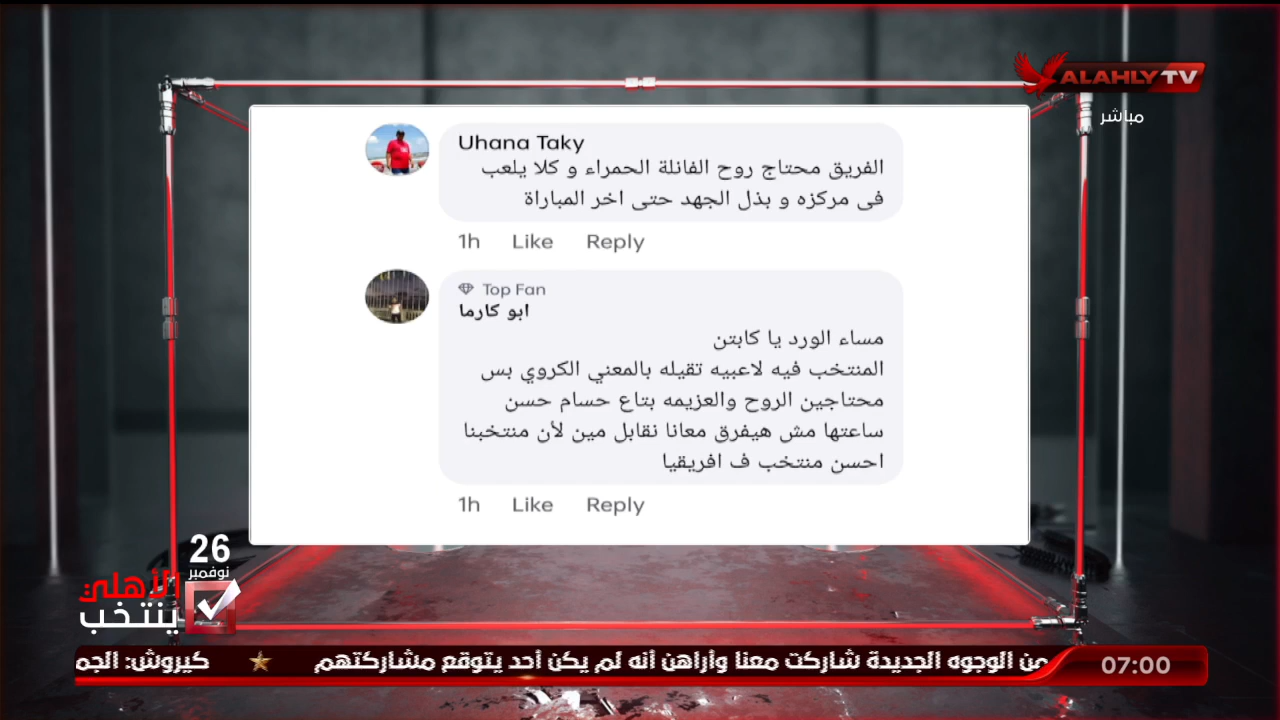 ALAHLY TV
مباشر
Uhana Taky
الفريق محتاج روح الفانلة الحمراء و كلا يلعب
فى مركزه و بذل الجهد حتى اخر المباراة
1h Like Reply
Top Fan
ابو كارما
مساء الورد يا كابتن
المنتخب فيه لاعبيه تقيله بالمعني الكروي بس
محتاجين الروح والعزيمه بتاع حسام حسن
ساعتها مش هيفرق معانا نقابل مين لأن منتخبنا
احسن منتخب ف افريقيا
1h Like Reply
26
نوفمبر
الأهلي:
ينتخب
من الوجوه الجديدة شاركت معنا وأراهن أنه لم يكن أحد يتوقع مشاركتهم ★ كيروش: الجم
07:00